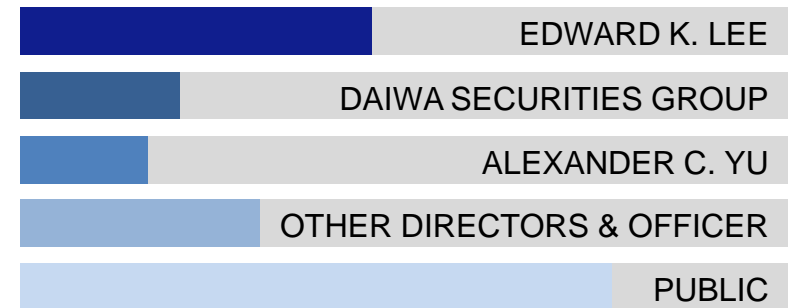 EDWARD K. LEE
DAIWA SECURITIES GROUP
ALEXANDER C. YU
OTHER DIRECTORS & OFFICER
PUBLIC